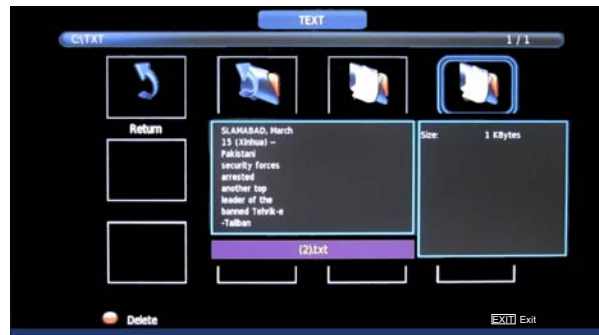 TEXT
C:\TXT
1 / 1
Return
SLAMABAD, March
15 (Xinhua) --
Pakistani
security forces
arrested
another top
leader of the
banned Tehrik-e
-Taliban
Size: 1 KBytes
(2).txt
Delete
EXIT Exit